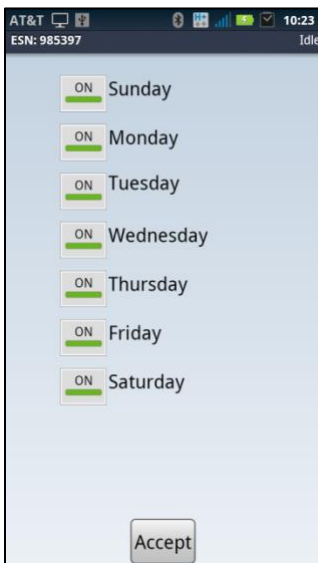 AT&T 10:23
ESN: 985397 Idle
ON Sunday
ON Monday
ON Tuesday
ON Wednesday
ON Thursday
ON Friday
ON Saturday
Accept